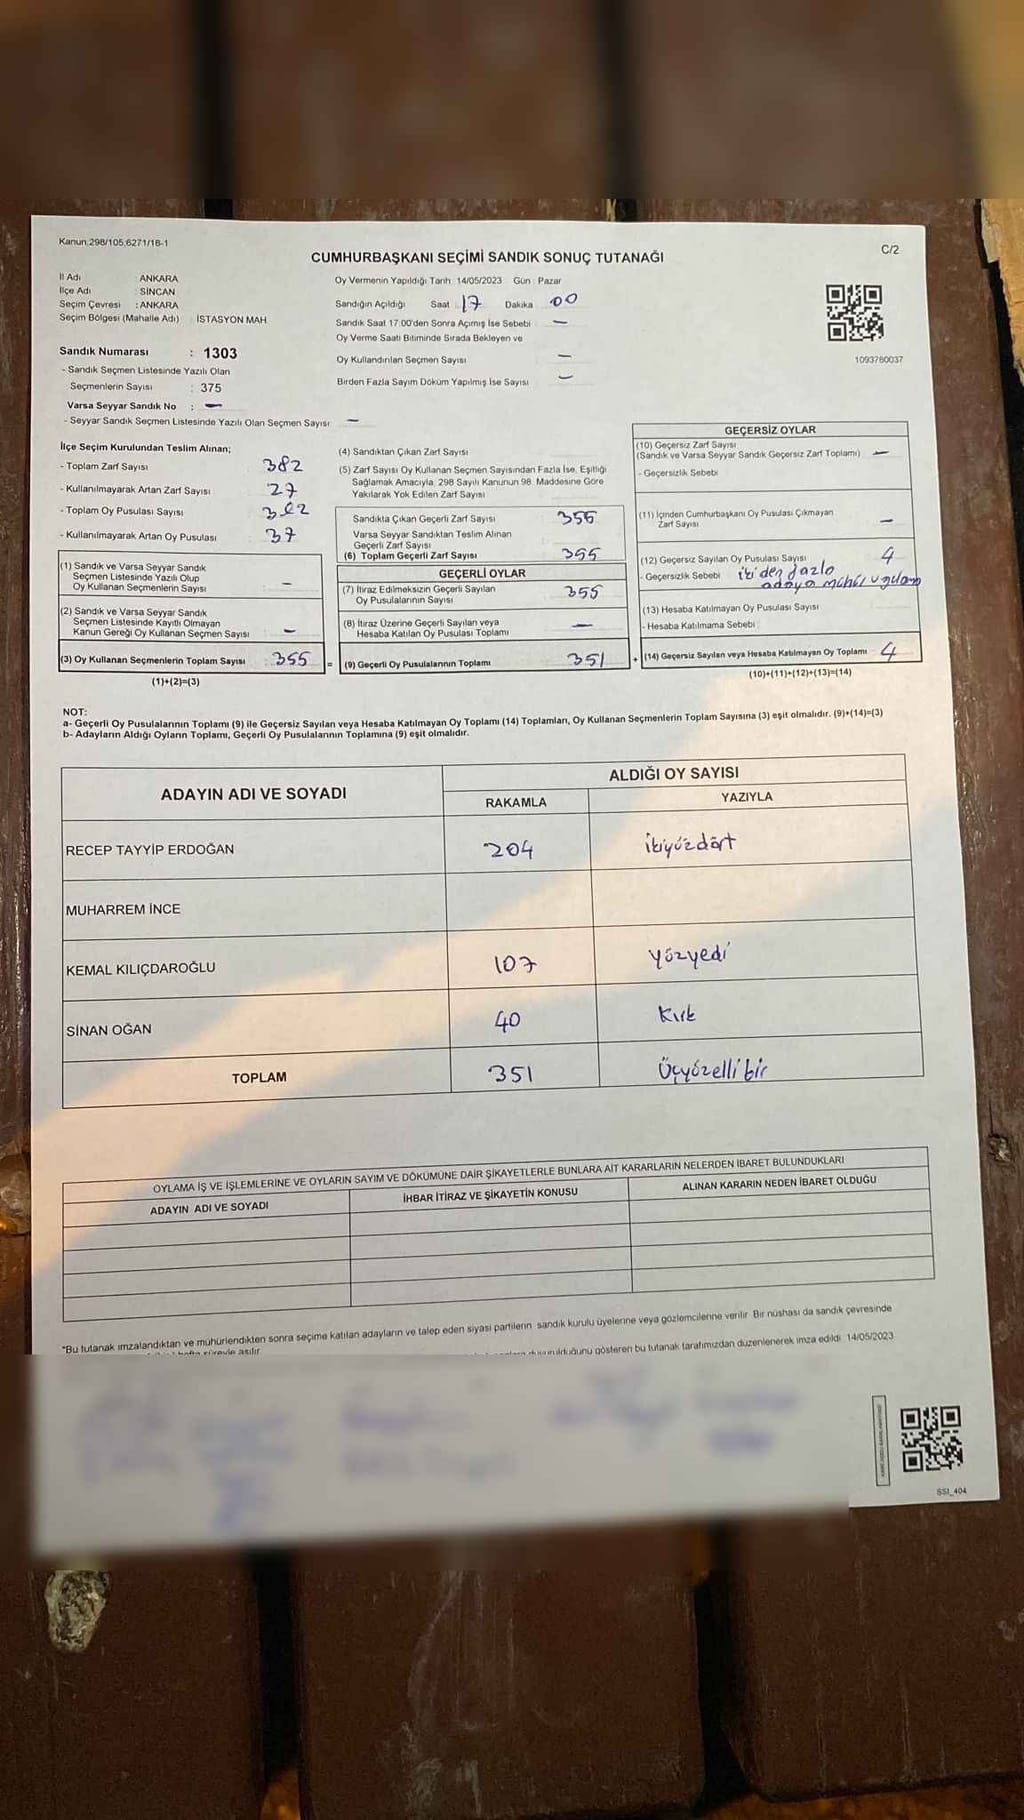 Kanun,298/105,6271/18-1
C/2
CUMHURBAŞKANI SEÇİMİ SANDIK SONUÇ TUTANAĞI
İl Adı : ANKARA
İlçe Adı : SİNCAN
Seçim Çevresi : ANKARA
Seçim Bölgesi (Mahalle Adı) İSTASYON MAH.
Oy Vermenin Yapıldığı Tarih 14/05/2023 Gün Pazar
Sandığın Açıldığı Saat 17 Dakika 00
Sandık Saat 17:00'den Sonra Açımış İse Sebebi –
Oy Verme Saati Bitiminde Sırada Bekleyen ve
Oy Kullandırılan Seçmen Sayısı –
Birden Fazla Sayım Döküm Yapılmış İse Sayısı –
1093760037
Sandık Numarası : 1303
- Sandık Seçmen Listesinde Yazılı Olan
Seçmenlerin Sayısı : 375
Varsa Seyyar Sandık No : –
- Seyyar Sandık Seçmen Listesinde Yazılı Olan Seçmen Sayısı –
İlçe Seçim Kurulundan Teslim Alınan;
- Toplam Zarf Sayısı 382
- Kullanılmayarak Artan Zarf Sayısı 27
- Toplam Oy Pusulası Sayısı
- Kullanılmayarak Artan Oy Pusulası 37
(1) Sandık ve Varsa Seyyar Sandık
Seçmen Listesinde Yazılı Olup
Oy Kullanan Seçmenlerin Sayısı –
(2) Sandık ve Varsa Seyyar Sandık
Seçmen Listesinde Kayıtlı Olmayan
Kanun Gereği Oy Kullanan Seçmen Sayısı –
(3) Oy Kullanan Seçmenlerin Toplam Sayısı 355 =
(1)+(2)=(3)
(4) Sandıktan Çıkan Zarf Sayısı
(5) Zarf Sayısı Oy Kullanan Seçmen Sayısından Fazla İse, Eşitliği
Sağlamak Amacıyla, 298 Sayılı Kanunun 98. Maddesine Göre
Yakılarak Yok Edilen Zarf Sayısı
Sandıkta Çıkan Geçerli Zarf Sayısı 355
Varsa Seyyar Sandıktan Teslim Alınan
Geçerli Zarf Sayısı
(6) Toplam Geçerli Zarf Sayısı 355
GEÇERLİ OYLAR
(7) İtiraz Edilmeksizin Geçerli Sayılan
Oy Pusulalarının Sayısı 355
(8) İtiraz Üzerine Geçerli Sayılan veya
Hesaba Katılan Oy Pusulası Toplamı –
(9) Geçerli Oy Pusulalarının Toplamı 351 +
GEÇERSİZ OYLAR
(10) Geçersiz Zarf Sayısı
(Sandık ve Varsa Seyyar Sandık Geçersiz Zarf Toplamı) –
- Geçersizlik Sebebi
(11) İçinden Cumhurbaşkanı Oy Pusulası Çıkmayan
Zarf Sayısı –
(12) Geçersiz Sayılan Oy Pusulası Sayısı 4
- Geçersizlik Sebebi iki den fazla
adaya mühür
(13) Hesaba Katılmayan Oy Pusulası Sayısı
- Hesaba Katılmama Sebebi
(14) Geçersiz Sayılan veya Hesaba Katılmayan Oy Toplamı 4
(10)+(11)+(12)+(13)=(14)
NOT:
a- Geçerli Oy Pusulalarının Toplamı (9) ile Geçersiz Sayılan veya Hesaba Katılmayan Oy Toplamı (14) Toplamları, Oy Kullanan Seçmenlerin Toplam Sayısına (3) eşit olmalıdır. (9)+(14)=(3)
b- Adayların Aldığı Oyların Toplamı, Geçerli Oy Pusulalarının Toplamına (9) eşit olmalıdır.
ADAYIN ADI VE SOYADI
ALDIĞI OY SAYISI
RAKAMLA YAZIYLA
RECEP TAYYİP ERDOĞAN 204 ikiyüzdört
MUHARREM İNCE
KEMAL KILIÇDAROĞLU 107 yüzyedi
SİNAN OĞAN 40 Kırk
TOPLAM 351 Üçyüzellibir
OYLAMA İŞ VE İŞLEMLERİNE VE OYLARIN SAYIM VE DÖKÜMÜNE DAİR ŞİKAYETLERLE BUNLARA AİT KARARLARIN NELERDEN İBARET BULUNDUKLARI
ADAYIN ADI VE SOYADI İHBAR İTİRAZ VE ŞİKAYETİN KONUSU ALINAN KARARIN NEDEN İBARET OLDUĞU
*Bu tutanak imzalandıktan ve mühürlendikten sonra seçime katılan adayların ve talep eden siyasi partilerin sandık kurulu üyelerine veya gözlemcilerine verilir. Bir nüshası da sandık çevresinde
hafta süreyle asılır. duyurulduğunu gösteren bu tutanak tarafımızdan düzenlenerek imza edildi. 14/05/2023
SSI_404